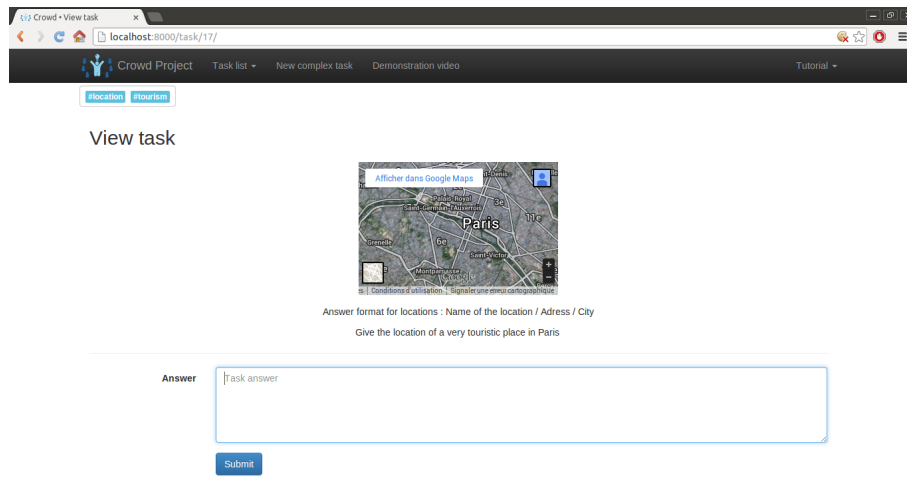 Crowd • View task
localhost:8000/task/17/
Crowd Project Task list New complex task Demonstration video Tutorial
#location #tourism
View task
Afficher dans Google Maps
Palais-Royal
Saint-Germain-l'Auxerrois
3e
11e
Paris
Grenelle
6e
Saint-Victor
Montparnasse
Google
Conditions d'utilisation Signaler une erreur cartographique
Answer format for locations : Name of the location / Adress / City
Give the location of a very touristic place in Paris
Answer
Task answer
Submit